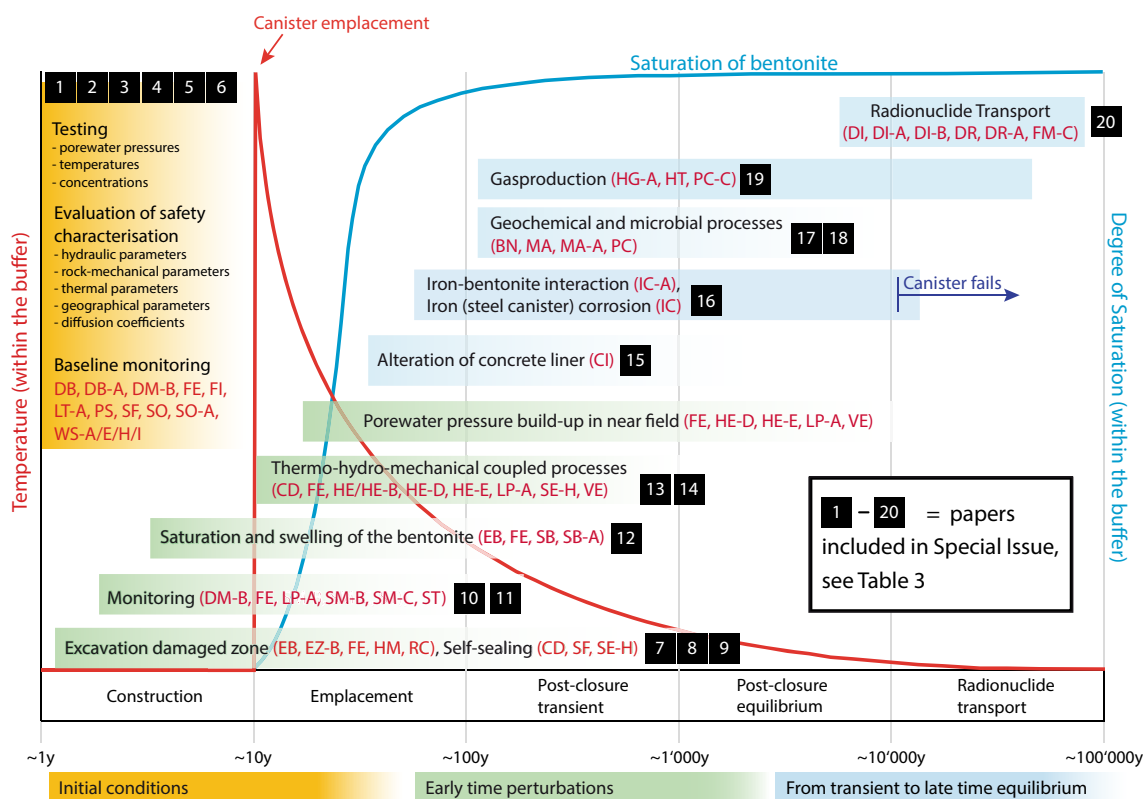 Canister emplacement
Saturation of bentonite
1 2 3 4 5 6
Testing
- porewater pressures
- temperatures
- concentrations
Evaluation of safety
characterisation
- hydraulic parameters
- rock-mechanical parameters
- thermal parameters
- geographical parameters
- diffusion coefficients
Baseline monitoring
DB, DB-A, DM-B, FE, FI,
LT-A, PS, SF, SO, SO-A,
WS-A/E/H/I
Temperature (within the buffer)
Degree of Saturation (within the buffer)
Radionuclide Transport
(DI, DI-A, DI-B, DR, DR-A, FM-C)
20
Gasproduction (HG-A, HT, PC-C) 19
Geochemical and microbial processes
(BN, MA, MA-A, PC)
17 18
Iron-bentonite interaction (IC-A),
Iron (steel canister) corrosion (IC)
16
Canister fails
Alteration of concrete liner (CI) 15
Porewater pressure build-up in near field (FE, HE-D, HE-E, LP-A, VE)
Thermo-hydro-mechanical coupled processes
(CD, FE, HE/HE-B, HE-D, HE-E, LP-A, SE-H, VE)
13 14
Saturation and swelling of the bentonite (EB, FE, SB, SB-A) 12
Monitoring (DM-B, FE, LP-A, SM-B, SM-C, ST) 10 11
Excavation damaged zone (EB, EZ-B, FE, HM, RC), Self-sealing (CD, SF, SE-H) 7 8 9
1 – 20 = papers
included in Special Issue,
see Table 3
Construction
Emplacement
Post-closure
transient
Post-closure
equilibrium
Radionuclide
transport
~1y ~10y ~100y ~1'000y ~10'000y ~100'000y
Initial conditions
Early time perturbations
From transient to late time equilibrium